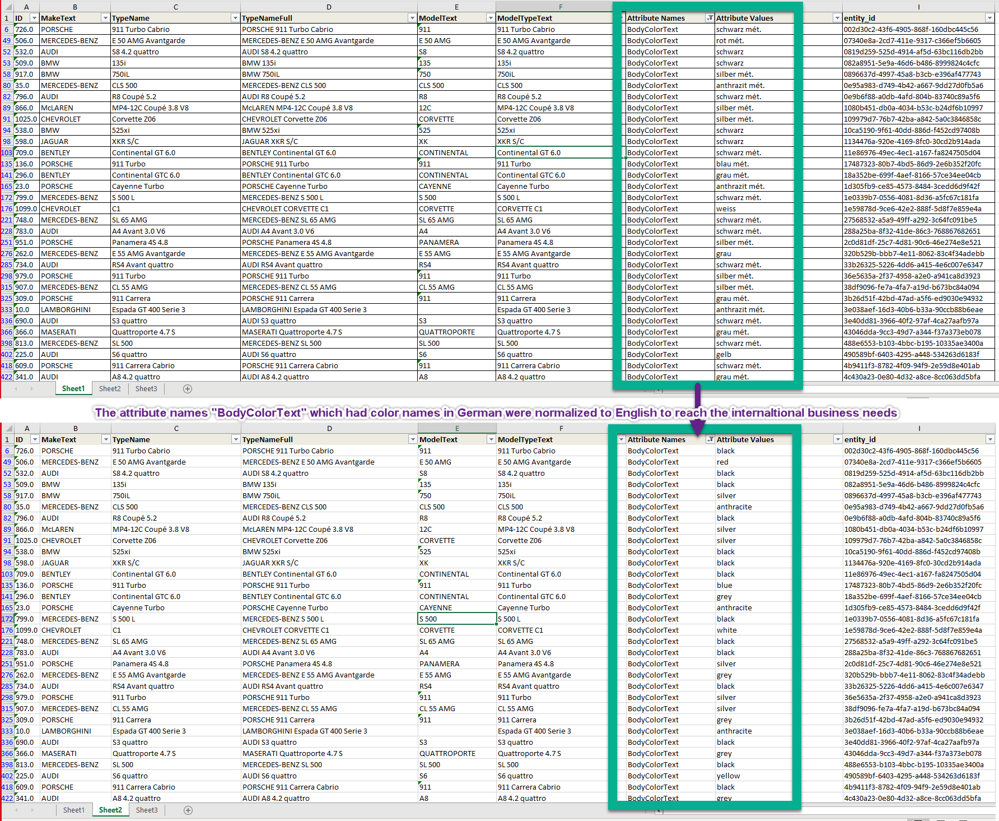 A B C D E F I
1 ID MakeText TypeName TypeNameFull ModelText ModelTypeText Attribute Names Attribute Values entity_id
6 726.0 PORSCHE 911 Turbo Cabrio PORSCHE 911 Turbo Cabrio 911 911 Turbo Cabrio BodyColorText schwarz mét. 002d30c2-43f6-4905-868f-160dbc445c56
49 506.0 MERCEDES-BENZ E 50 AMG Avantgarde MERCEDES-BENZ E 50 AMG Avantgarde E 50 AMG E 50 AMG Avantgarde BodyColorText rot mét. 07340e8a-2cd7-411e-9317-c366ef5b6605
52 532.0 AUDI S8 4.2 quattro AUDI S8 4.2 quattro S8 S8 4.2 quattro BodyColorText schwarz 0819d259-525d-4914-af5d-63bc116db2bb
53 509.0 BMW 135i BMW 135i 135 135i BodyColorText schwarz 082a8951-5e9a-46d6-b486-8999824c4cfc
58 917.0 BMW 750iL BMW 750iL 750 750iL BodyColorText silber mét. 0896637d-4997-45a8-b3cb-e396af477743
80 35.0 MERCEDES-BENZ CLS 500 MERCEDES-BENZ CLS 500 CLS 500 CLS 500 BodyColorText anthrazit mét. 0e95a983-d749-4b42-a667-9dd27d0fb5a6
82 796.0 AUDI R8 Coupé 5.2 AUDI R8 Coupé 5.2 R8 R8 Coupé 5.2 BodyColorText schwarz mét. 0e9b6f88-a0db-4afd-804b-83740c89a5f6
89 866.0 McLAREN MP4-12C Coupé 3.8 V8 McLAREN MP4-12C Coupé 3.8 V8 12C MP4-12C Coupé 3.8 V8 BodyColorText silber mét. 1080b451-db0a-4034-b53c-b24df6b10997
91 1025.0 CHEVROLET Corvette Z06 CHEVROLET Corvette Z06 CORVETTE Corvette Z06 BodyColorText silber mét. 109979d7-76b7-42ba-a842-5a0c3846858c
94 538.0 BMW 525xi BMW 525xi 525 525xi BodyColorText schwarz 10ca5190-9f61-40dd-886d-f452cd97408b
98 598.0 JAGUAR XKR S/C JAGUAR XKR S/C XK XKR S/C BodyColorText schwarz 1134476a-920e-4169-8fc0-30cd2b914ada
103 709.0 BENTLEY Continental GT 6.0 BENTLEY Continental GT 6.0 CONTINENTAL Continental GT 6.0 BodyColorText schwarz mét. 11e86976-49ec-4ec1-a167-fa8247505d04
135 136.0 PORSCHE 911 Turbo PORSCHE 911 Turbo 911 911 Turbo BodyColorText blau mét. 17487323-80b7-4bd5-86d9-2e6b352f20fc
141 296.0 BENTLEY Continental GTC 6.0 BENTLEY Continental GTC 6.0 CONTINENTAL Continental GTC 6.0 BodyColorText grau mét. 18a352be-699f-4aef-8166-57ce34ee04cb
165 23.0 PORSCHE Cayenne Turbo PORSCHE Cayenne Turbo CAYENNE Cayenne Turbo BodyColorText anthrazit mét. 1d305fb9-ce85-4573-8484-3cedd6d9f42f
172 799.0 MERCEDES-BENZ S 500 L MERCEDES-BENZ S 500 L S 500 S 500 L BodyColorText schwarz mét. 1e0339b7-0556-4081-8d36-a5fc67c181fa
176 1099.0 CHEVROLET C1 CHEVROLET CORVETTE C1 CORVETTE CORVETTE C1 BodyColorText weiss 1e59878d-9ce6-42e2-888f-5d8f7e859e4a
221 748.0 MERCEDES-BENZ SL 65 AMG MERCEDES-BENZ SL 65 AMG SL 65 AMG SL 65 AMG BodyColorText schwarz mét. 27568532-a5a9-49ff-a292-3c64fc091be5
228 783.0 AUDI A4 Avant 3.0 V6 AUDI A4 Avant 3.0 V6 A4 A4 Avant 3.0 V6 BodyColorText schwarz mét. 288a25ba-8f32-41de-86c3-768867682651
251 951.0 PORSCHE Panamera 4S 4.8 PORSCHE Panamera 4S 4.8 PANAMERA Panamera 4S 4.8 BodyColorText silber mét. 2c0d81df-25c7-4d81-90c6-46e274e8e521
276 262.0 MERCEDES-BENZ E 55 AMG Avantgarde MERCEDES-BENZ E 55 AMG Avantgarde E 55 AMG E 55 AMG Avantgarde BodyColorText grau 320b529b-bbb7-4e11-8062-83c4f34adebb
285 734.0 AUDI RS4 Avant quattro AUDI RS4 Avant quattro RS4 RS4 Avant quattro BodyColorText schwarz mét. 33b26325-5226-4dd6-a415-4e6c007e6347
298 979.0 PORSCHE 911 Turbo PORSCHE 911 Turbo 911 911 Turbo BodyColorText silber mét. 36e5635a-2f37-4958-a2e0-a941ca8d3923
315 907.0 MERCEDES-BENZ CL 55 AMG MERCEDES-BENZ CL 55 AMG CL 55 AMG CL 55 AMG BodyColorText silber mét. 38df9096-fe7a-4fa7-a19d-b673bc84a094
325 309.0 PORSCHE 911 Carrera PORSCHE 911 Carrera 911 911 Carrera BodyColorText grau mét. 3b26d51f-42bd-47ad-a5f6-ed9030e94932
333 10.0 LAMBORGHINI Espada GT 400 Serie 3 LAMBORGHINI Espada GT 400 Serie 3 Espada GT 400 Serie 3 BodyColorText anthrazit mét. 3e038aef-16d3-40b6-b33a-90ccb88b6eae
336 690.0 AUDI S3 quattro AUDI S3 quattro S3 S3 quattro BodyColorText schwarz mét. 3e40dd81-3966-40f2-97af-4ca27aafb97a
366 366.0 MASERATI Quattroporte 4.7 S MASERATI Quattroporte 4.7 S QUATTROPORTE Quattroporte 4.7 S BodyColorText grau mét. 43046dda-9cc3-49d7-a344-f37a373eb078
398 813.0 MERCEDES-BENZ SL 500 MERCEDES-BENZ SL 500 SL 500 SL 500 BodyColorText schwarz mét. 488e6553-b103-4bbc-b195-10335ae3400a
402 225.0 AUDI S6 quattro AUDI S6 quattro S6 S6 quattro BodyColorText gelb 490589bf-6403-4295-a448-534263d6183f
418 609.0 PORSCHE 911 Carrera Cabrio PORSCHE 911 Carrera Cabrio 911 911 Carrera Cabrio BodyColorText schwarz mét. 4b9411f3-8782-4f09-94f9-2e59d8e401ab
422 341.0 AUDI A8 4.2 quattro AUDI A8 4.2 quattro A8 A8 4.2 quattro BodyColorText grau mét. 4c430a23-0e80-4d32-a8ce-8cc063dd5bfa
Sheet1 Sheet2 Sheet3
The attribute names "BodyColorText" which had color names in German were normalized to English to reach the internaltional business needs
A B C D E F I
1 ID MakeText TypeName TypeNameFull ModelText ModelTypeText Attribute Names Attribute Values entity_id
6 726.0 PORSCHE 911 Turbo Cabrio PORSCHE 911 Turbo Cabrio 911 911 Turbo Cabrio BodyColorText black 002d30c2-43f6-4905-868f-160dbc445c56
49 506.0 MERCEDES-BENZ E 50 AMG Avantgarde MERCEDES-BENZ E 50 AMG Avantgarde E 50 AMG E 50 AMG Avantgarde BodyColorText red 07340e8a-2cd7-411e-9317-c366ef5b6605
52 532.0 AUDI S8 4.2 quattro AUDI S8 4.2 quattro S8 S8 4.2 quattro BodyColorText black 0819d259-525d-4914-af5d-63bc116db2bb
53 509.0 BMW 135i BMW 135i 135 135i BodyColorText black 082a8951-5e9a-46d6-b486-8999824c4cfc
58 917.0 BMW 750iL BMW 750iL 750 750iL BodyColorText silver 0896637d-4997-45a8-b3cb-e396af477743
80 35.0 MERCEDES-BENZ CLS 500 MERCEDES-BENZ CLS 500 CLS 500 CLS 500 BodyColorText anthracite 0e95a983-d749-4b42-a667-9dd27d0fb5a6
82 796.0 AUDI R8 Coupé 5.2 AUDI R8 Coupé 5.2 R8 R8 Coupé 5.2 BodyColorText black 0e9b6f88-a0db-4afd-804b-83740c89a5f6
89 866.0 McLAREN MP4-12C Coupé 3.8 V8 McLAREN MP4-12C Coupé 3.8 V8 12C MP4-12C Coupé 3.8 V8 BodyColorText silver 1080b451-db0a-4034-b53c-b24df6b10997
91 1025.0 CHEVROLET Corvette Z06 CHEVROLET Corvette Z06 CORVETTE Corvette Z06 BodyColorText silver 109979d7-76b7-42ba-a842-5a0c3846858c
94 538.0 BMW 525xi BMW 525xi 525 525xi BodyColorText black 10ca5190-9f61-40dd-886d-f452cd97408b
98 598.0 JAGUAR XKR S/C JAGUAR XKR S/C XK XKR S/C BodyColorText black 1134476a-920e-4169-8fc0-30cd2b914ada
103 709.0 BENTLEY Continental GT 6.0 BENTLEY Continental GT 6.0 CONTINENTAL Continental GT 6.0 BodyColorText black 11e86976-49ec-4ec1-a167-fa8247505d04
135 136.0 PORSCHE 911 Turbo PORSCHE 911 Turbo 911 911 Turbo BodyColorText blue 17487323-80b7-4bd5-86d9-2e6b352f20fc
141 296.0 BENTLEY Continental GTC 6.0 BENTLEY Continental GTC 6.0 CONTINENTAL Continental GTC 6.0 BodyColorText grey 18a352be-699f-4aef-8166-57ce34ee04cb
165 23.0 PORSCHE Cayenne Turbo PORSCHE Cayenne Turbo CAYENNE Cayenne Turbo BodyColorText anthracite 1d305fb9-ce85-4573-8484-3cedd6d9f42f
172 799.0 MERCEDES-BENZ S 500 L MERCEDES-BENZ S 500 L S 500 S 500 L BodyColorText black 1e0339b7-0556-4081-8d36-a5fc67c181fa
176 1099.0 CHEVROLET C1 CHEVROLET CORVETTE C1 CORVETTE CORVETTE C1 BodyColorText white 1e59878d-9ce6-42e2-888f-5d8f7e859e4a
221 748.0 MERCEDES-BENZ SL 65 AMG MERCEDES-BENZ SL 65 AMG SL 65 AMG SL 65 AMG BodyColorText black 27568532-a5a9-49ff-a292-3c64fc091be5
228 783.0 AUDI A4 Avant 3.0 V6 AUDI A4 Avant 3.0 V6 A4 A4 Avant 3.0 V6 BodyColorText black 288a25ba-8f32-41de-86c3-768867682651
251 951.0 PORSCHE Panamera 4S 4.8 PORSCHE Panamera 4S 4.8 PANAMERA Panamera 4S 4.8 BodyColorText silver 2c0d81df-25c7-4d81-90c6-46e274e8e521
276 262.0 MERCEDES-BENZ E 55 AMG Avantgarde MERCEDES-BENZ E 55 AMG Avantgarde E 55 AMG E 55 AMG Avantgarde BodyColorText grey 320b529b-bbb7-4e11-8062-83c4f34adebb
285 734.0 AUDI RS4 Avant quattro AUDI RS4 Avant quattro RS4 RS4 Avant quattro BodyColorText black 33b26325-5226-4dd6-a415-4e6c007e6347
298 979.0 PORSCHE 911 Turbo PORSCHE 911 Turbo 911 911 Turbo BodyColorText silver 36e5635a-2f37-4958-a2e0-a941ca8d3923
315 907.0 MERCEDES-BENZ CL 55 AMG MERCEDES-BENZ CL 55 AMG CL 55 AMG CL 55 AMG BodyColorText silver 38df9096-fe7a-4fa7-a19d-b673bc84a094
325 309.0 PORSCHE 911 Carrera PORSCHE 911 Carrera 911 911 Carrera BodyColorText grey 3b26d51f-42bd-47ad-a5f6-ed9030e94932
333 10.0 LAMBORGHINI Espada GT 400 Serie 3 LAMBORGHINI Espada GT 400 Serie 3 Espada GT 400 Serie 3 BodyColorText anthracite 3e038aef-16d3-40b6-b33a-90ccb88b6eae
336 690.0 AUDI S3 quattro AUDI S3 quattro S3 S3 quattro BodyColorText black 3e40dd81-3966-40f2-97af-4ca27aafb97a
366 366.0 MASERATI Quattroporte 4.7 S MASERATI Quattroporte 4.7 S QUATTROPORTE Quattroporte 4.7 S BodyColorText grey 43046dda-9cc3-49d7-a344-f37a373eb078
398 813.0 MERCEDES-BENZ SL 500 MERCEDES-BENZ SL 500 SL 500 SL 500 BodyColorText black 488e6553-b103-4bbc-b195-10335ae3400a
402 225.0 AUDI S6 quattro AUDI S6 quattro S6 S6 quattro BodyColorText yellow 490589bf-6403-4295-a448-534263d6183f
418 609.0 PORSCHE 911 Carrera Cabrio PORSCHE 911 Carrera Cabrio 911 911 Carrera Cabrio BodyColorText black 4b9411f3-8782-4f09-94f9-2e59d8e401ab
422 341.0 AUDI A8 4.2 quattro AUDI A8 4.2 quattro A8 A8 4.2 quattro BodyColorText grey 4c430a23-0e80-4d32-a8ce-8cc063dd5bfa
Sheet1 Sheet2 Sheet3